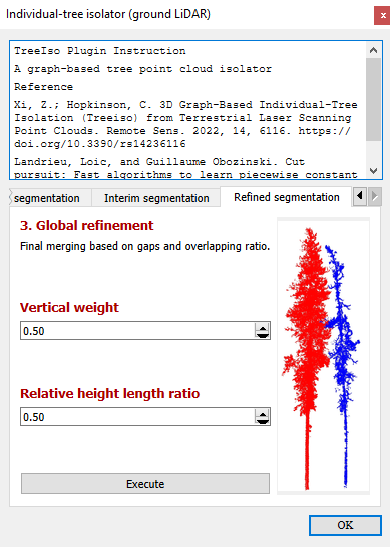 Individual-tree isolator (ground LiDAR)
x
TreeIso Plugin Instruction
A graph-based tree point cloud isolator
Reference
Xi, Z.; Hopkinson, C. 3D Graph-Based Individual-Tree
Isolation (Treeiso) from Terrestrial Laser Scanning
Point Clouds. Remote Sens. 2022, 14, 6116. https://
doi.org/10.3390/rs14236116
Landrieu, Loic, and Guillaume Obozinski. Cut
pursuit: Fast algorithms to learn piecewise constant
segmentation Interim segmentation Refined segmentation
3. Global refinement
Final merging based on gaps and overlapping ratio.
Vertical weight
0.50
Relative height length ratio
0.50
Execute
OK